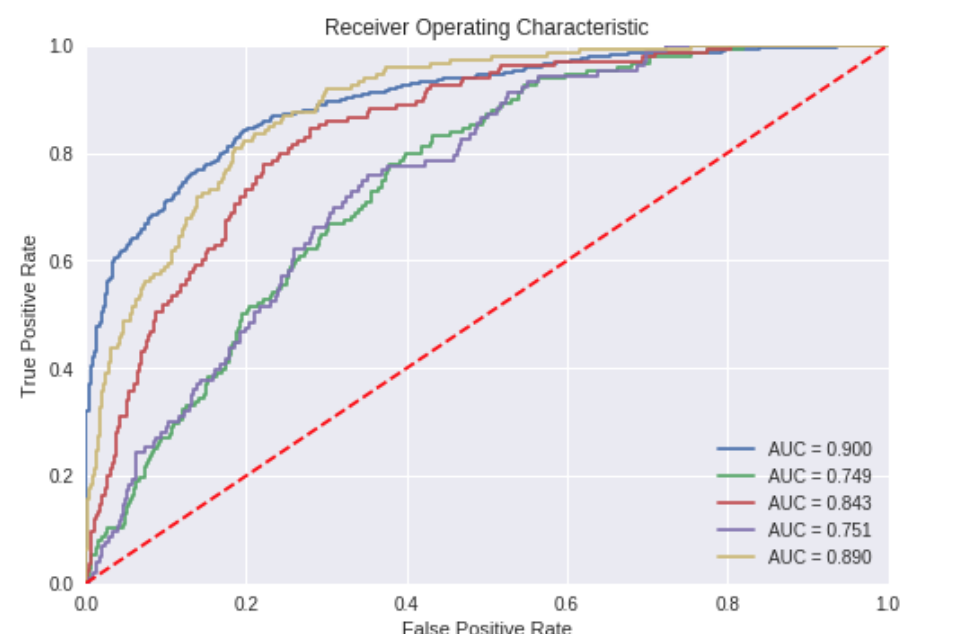 Receiver Operating Characteristic
1.0
0.8
0.6
0.4
0.2
0.0
True Positive Rate
AUC = 0.900
AUC = 0.749
AUC = 0.843
AUC = 0.751
AUC = 0.890
0.0 0.2 0.4 0.6 0.8 1.0
False Positive Rate